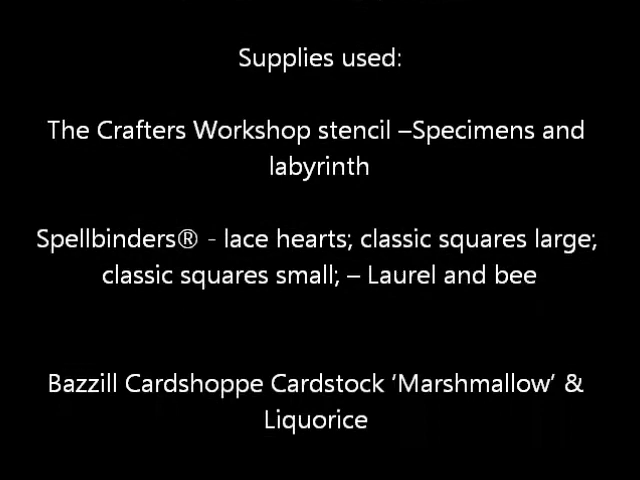 Supplies used:
The Crafters Workshop stencil –Specimens and
labyrinth
Spellbinders® - lace hearts; classic squares large;
classic squares small; – Laurel and bee
Bazzill Cardshoppe Cardstock ‘Marshmallow’ &
Liquorice